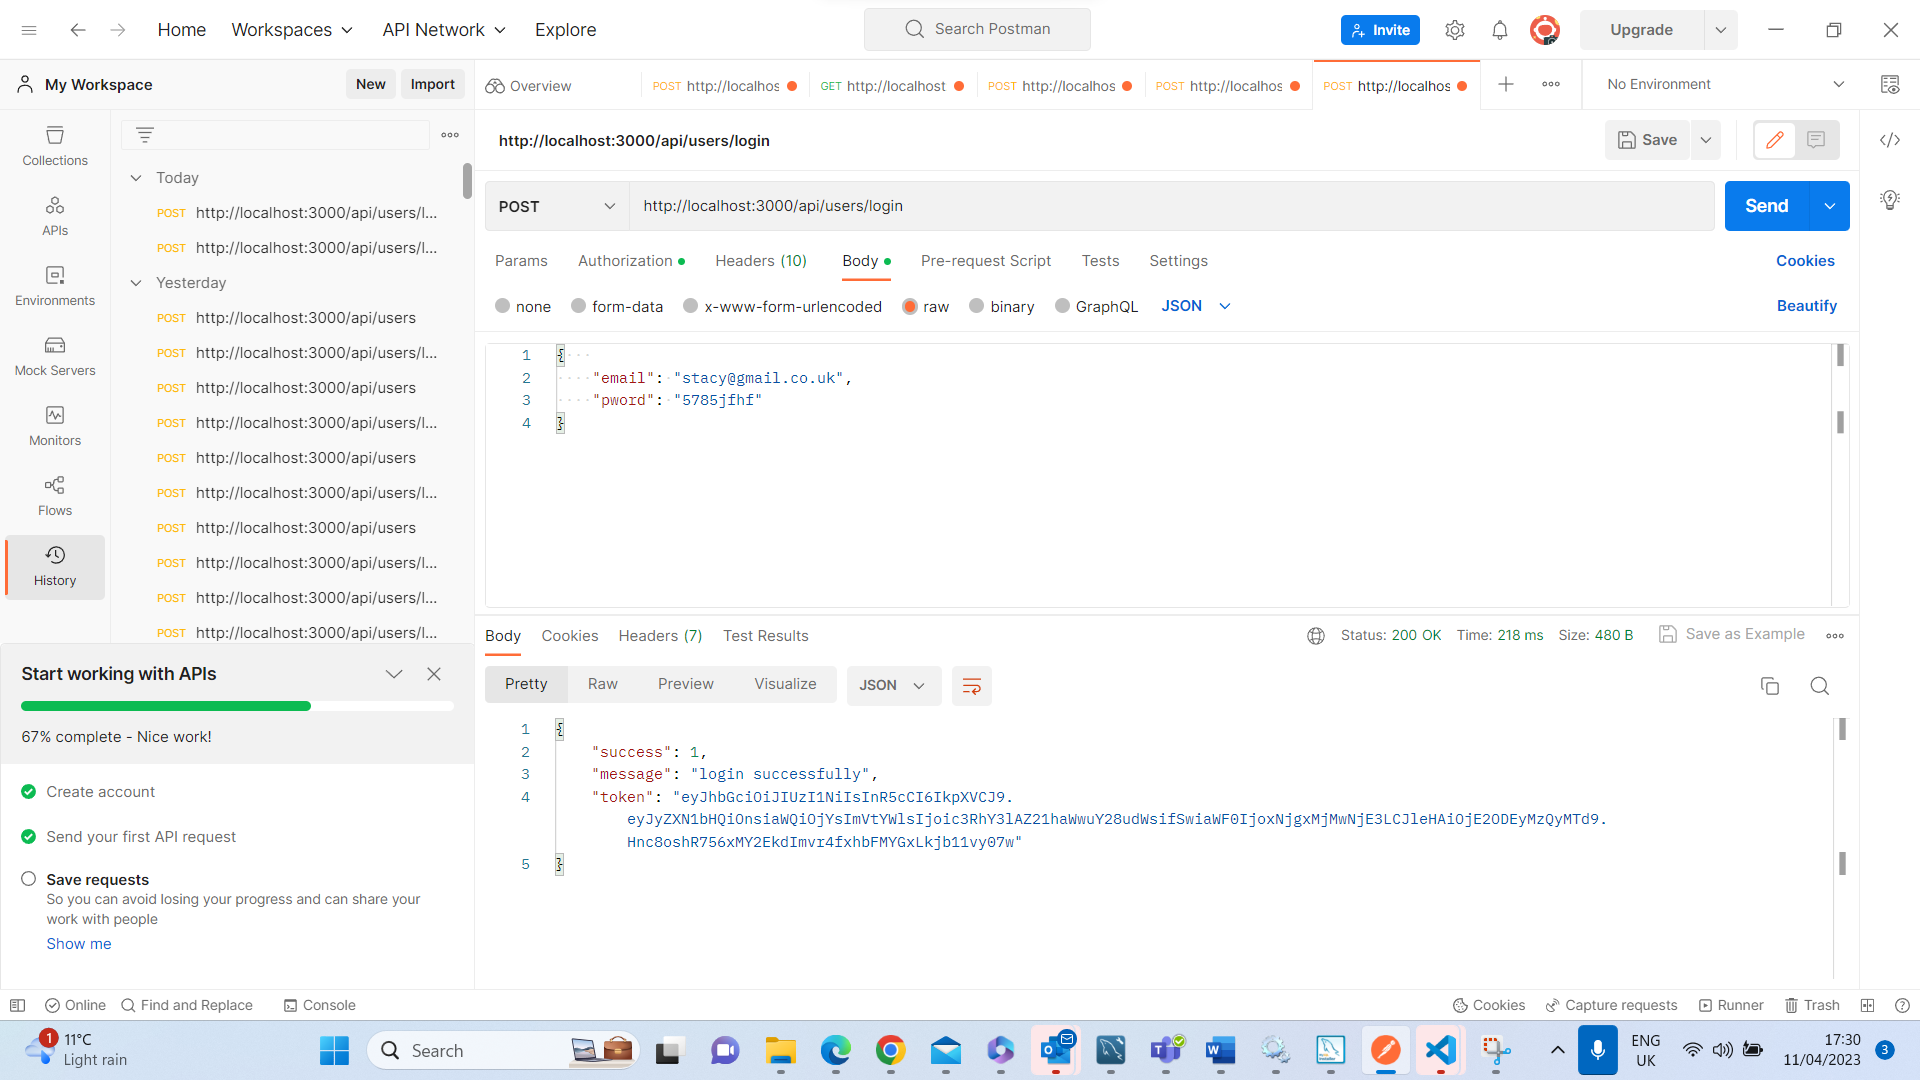 Home
Workspaces
API Network
Explore
Search Postman
Invite
Upgrade
My Workspace
New
Import
Overview
POST http://localhos
GET http://localhost
POST http://localhos
POST http://localhos
POST http://localhos
No Environment
Collections
APIs
Environments
Mock Servers
Monitors
Flows
History
Today
POST http://localhost:3000/api/users/l...
POST http://localhost:3000/api/users/l...
Yesterday
POST http://localhost:3000/api/users
POST http://localhost:3000/api/users/l...
POST http://localhost:3000/api/users
POST http://localhost:3000/api/users/l...
POST http://localhost:3000/api/users
POST http://localhost:3000/api/users/l...
POST http://localhost:3000/api/users
POST http://localhost:3000/api/users/l...
POST http://localhost:3000/api/users/l...
POST http://localhost:3000/api/users/l...
Start working with APIs
67% complete - Nice work!
Create account
Send your first API request
Save requests
So you can avoid losing your progress and can share your
work with people
Show me
http://localhost:3000/api/users/login
Save
POST
http://localhost:3000/api/users/login
Send
Params
Authorization
Headers (10)
Body
Pre-request Script
Tests
Settings
Cookies
none
form-data
x-www-form-urlencoded
raw
binary
GraphQL
JSON
Beautify
1 {
2 "email": "stacy@gmail.co.uk",
3 "pword": "5785jfhf"
4 }
Body
Cookies
Headers (7)
Test Results
Status: 200 OK
Time: 218 ms
Size: 480 B
Save as Example
Pretty
Raw
Preview
Visualize
JSON
1 {
2 "success": 1,
3 "message": "login successfully",
4 "token": "eyJhbGciOiJIUzI1NiIsInR5cCI6IkpXVCJ9.
eyJyZXN1bHQiOnsiaWQiOjYsImVtYWlsIjoic3RhY3lAZ21haWwuY28udWsifSwiaWF0IjoxNjgxMjMwNjE3LCJleHAiOjE2ODEyMzQyMTd9.
Hnc8oshR756xMY2EkdImvr4fxhbFMYGxLkjb11vy07w"
5 }
Online
Find and Replace
Console
Cookies
Capture requests
Runner
Trash
1
11°C
Light rain
Search
ENG
UK
17:30
11/04/2023
3